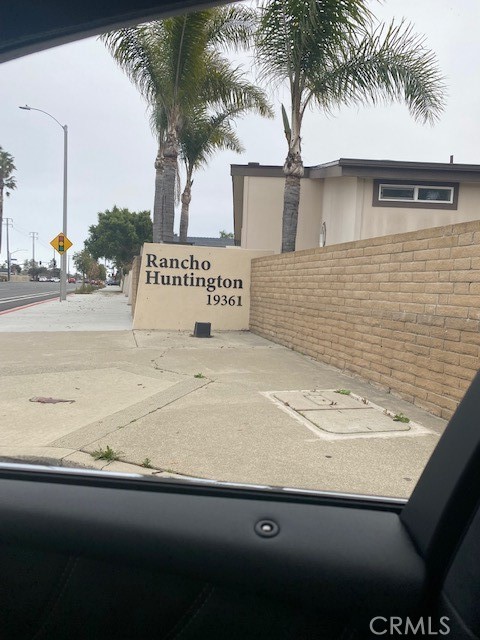 Rancho
Huntington
19361
CRMLS